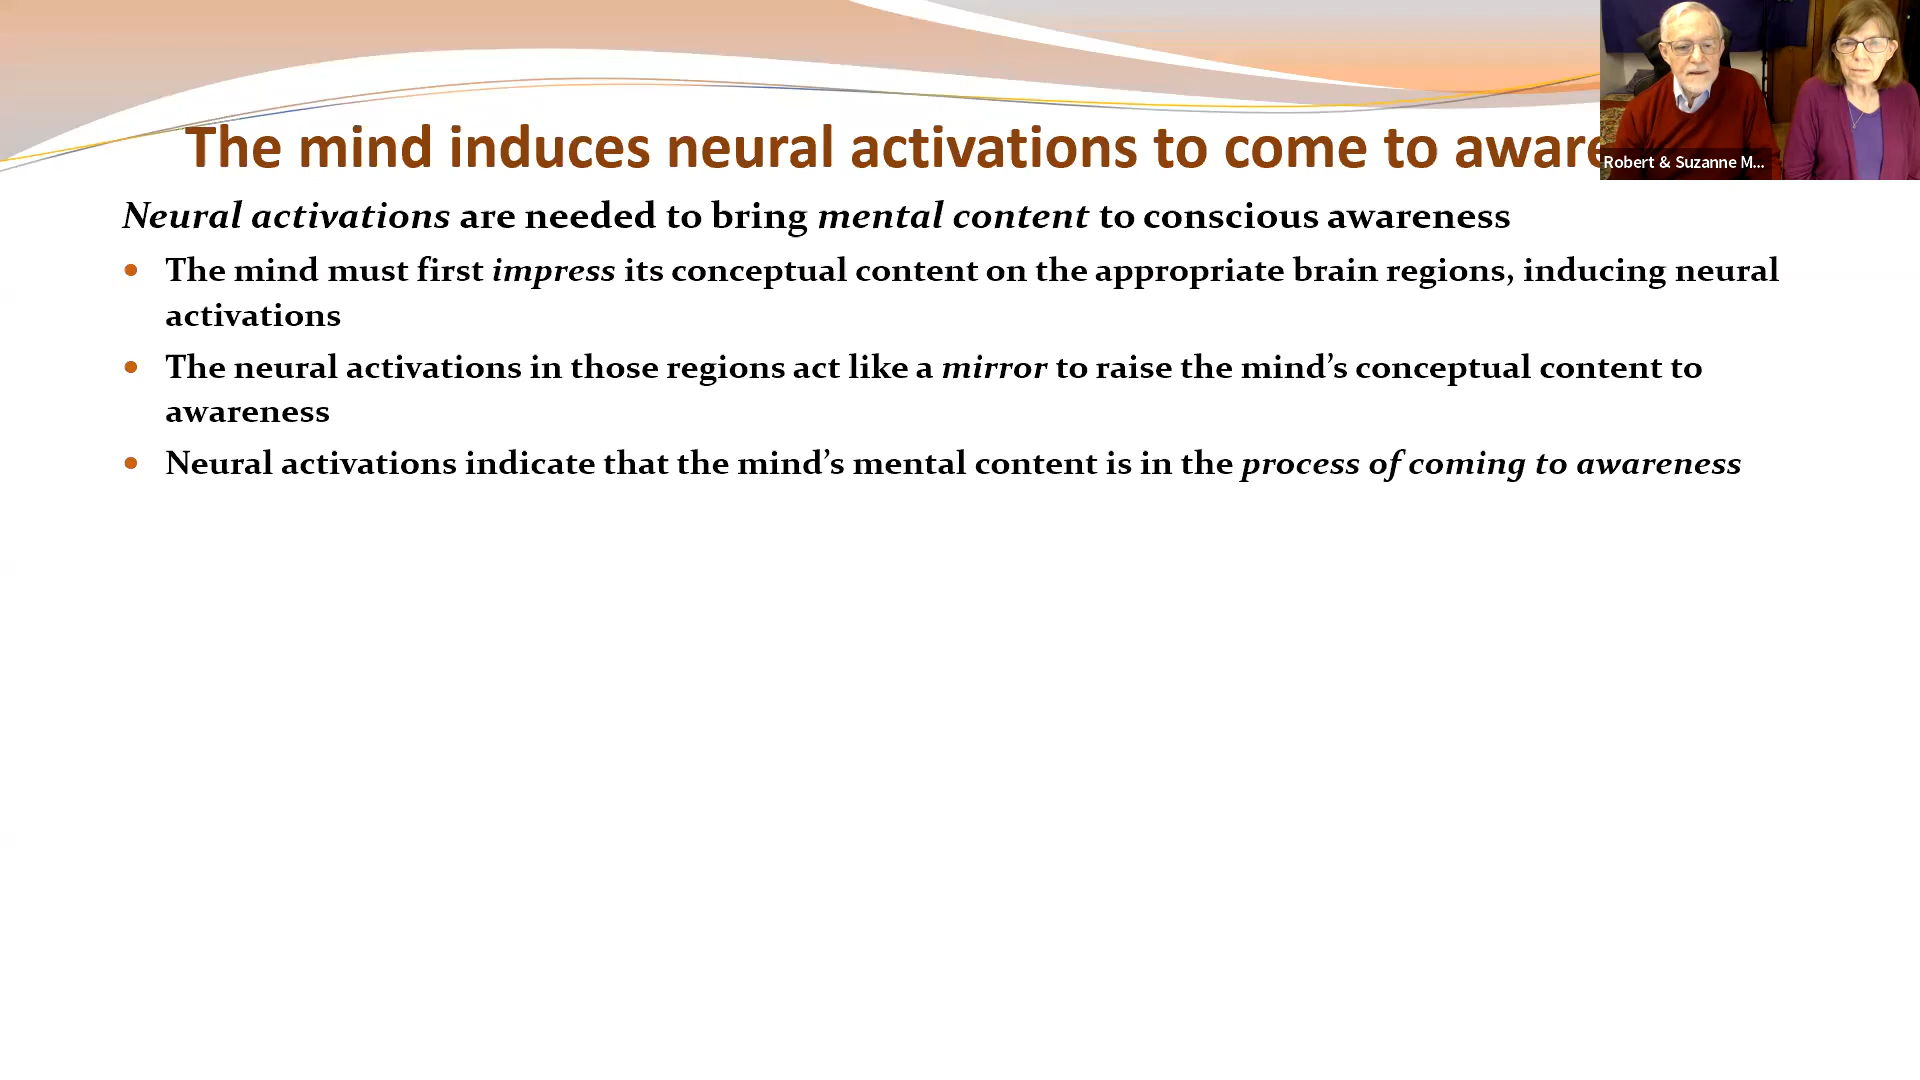 The mind induces neural activations to come to
Robert & Suzanne M...
Neural activations are needed to bring mental content to conscious awareness
• The mind must first impress its conceptual content on the appropriate brain regions, inducing neural
activations
• The neural activations in those regions act like a mirror to raise the mind’s conceptual content to
awareness
• Neural activations indicate that the mind’s mental content is in the process of coming to awareness